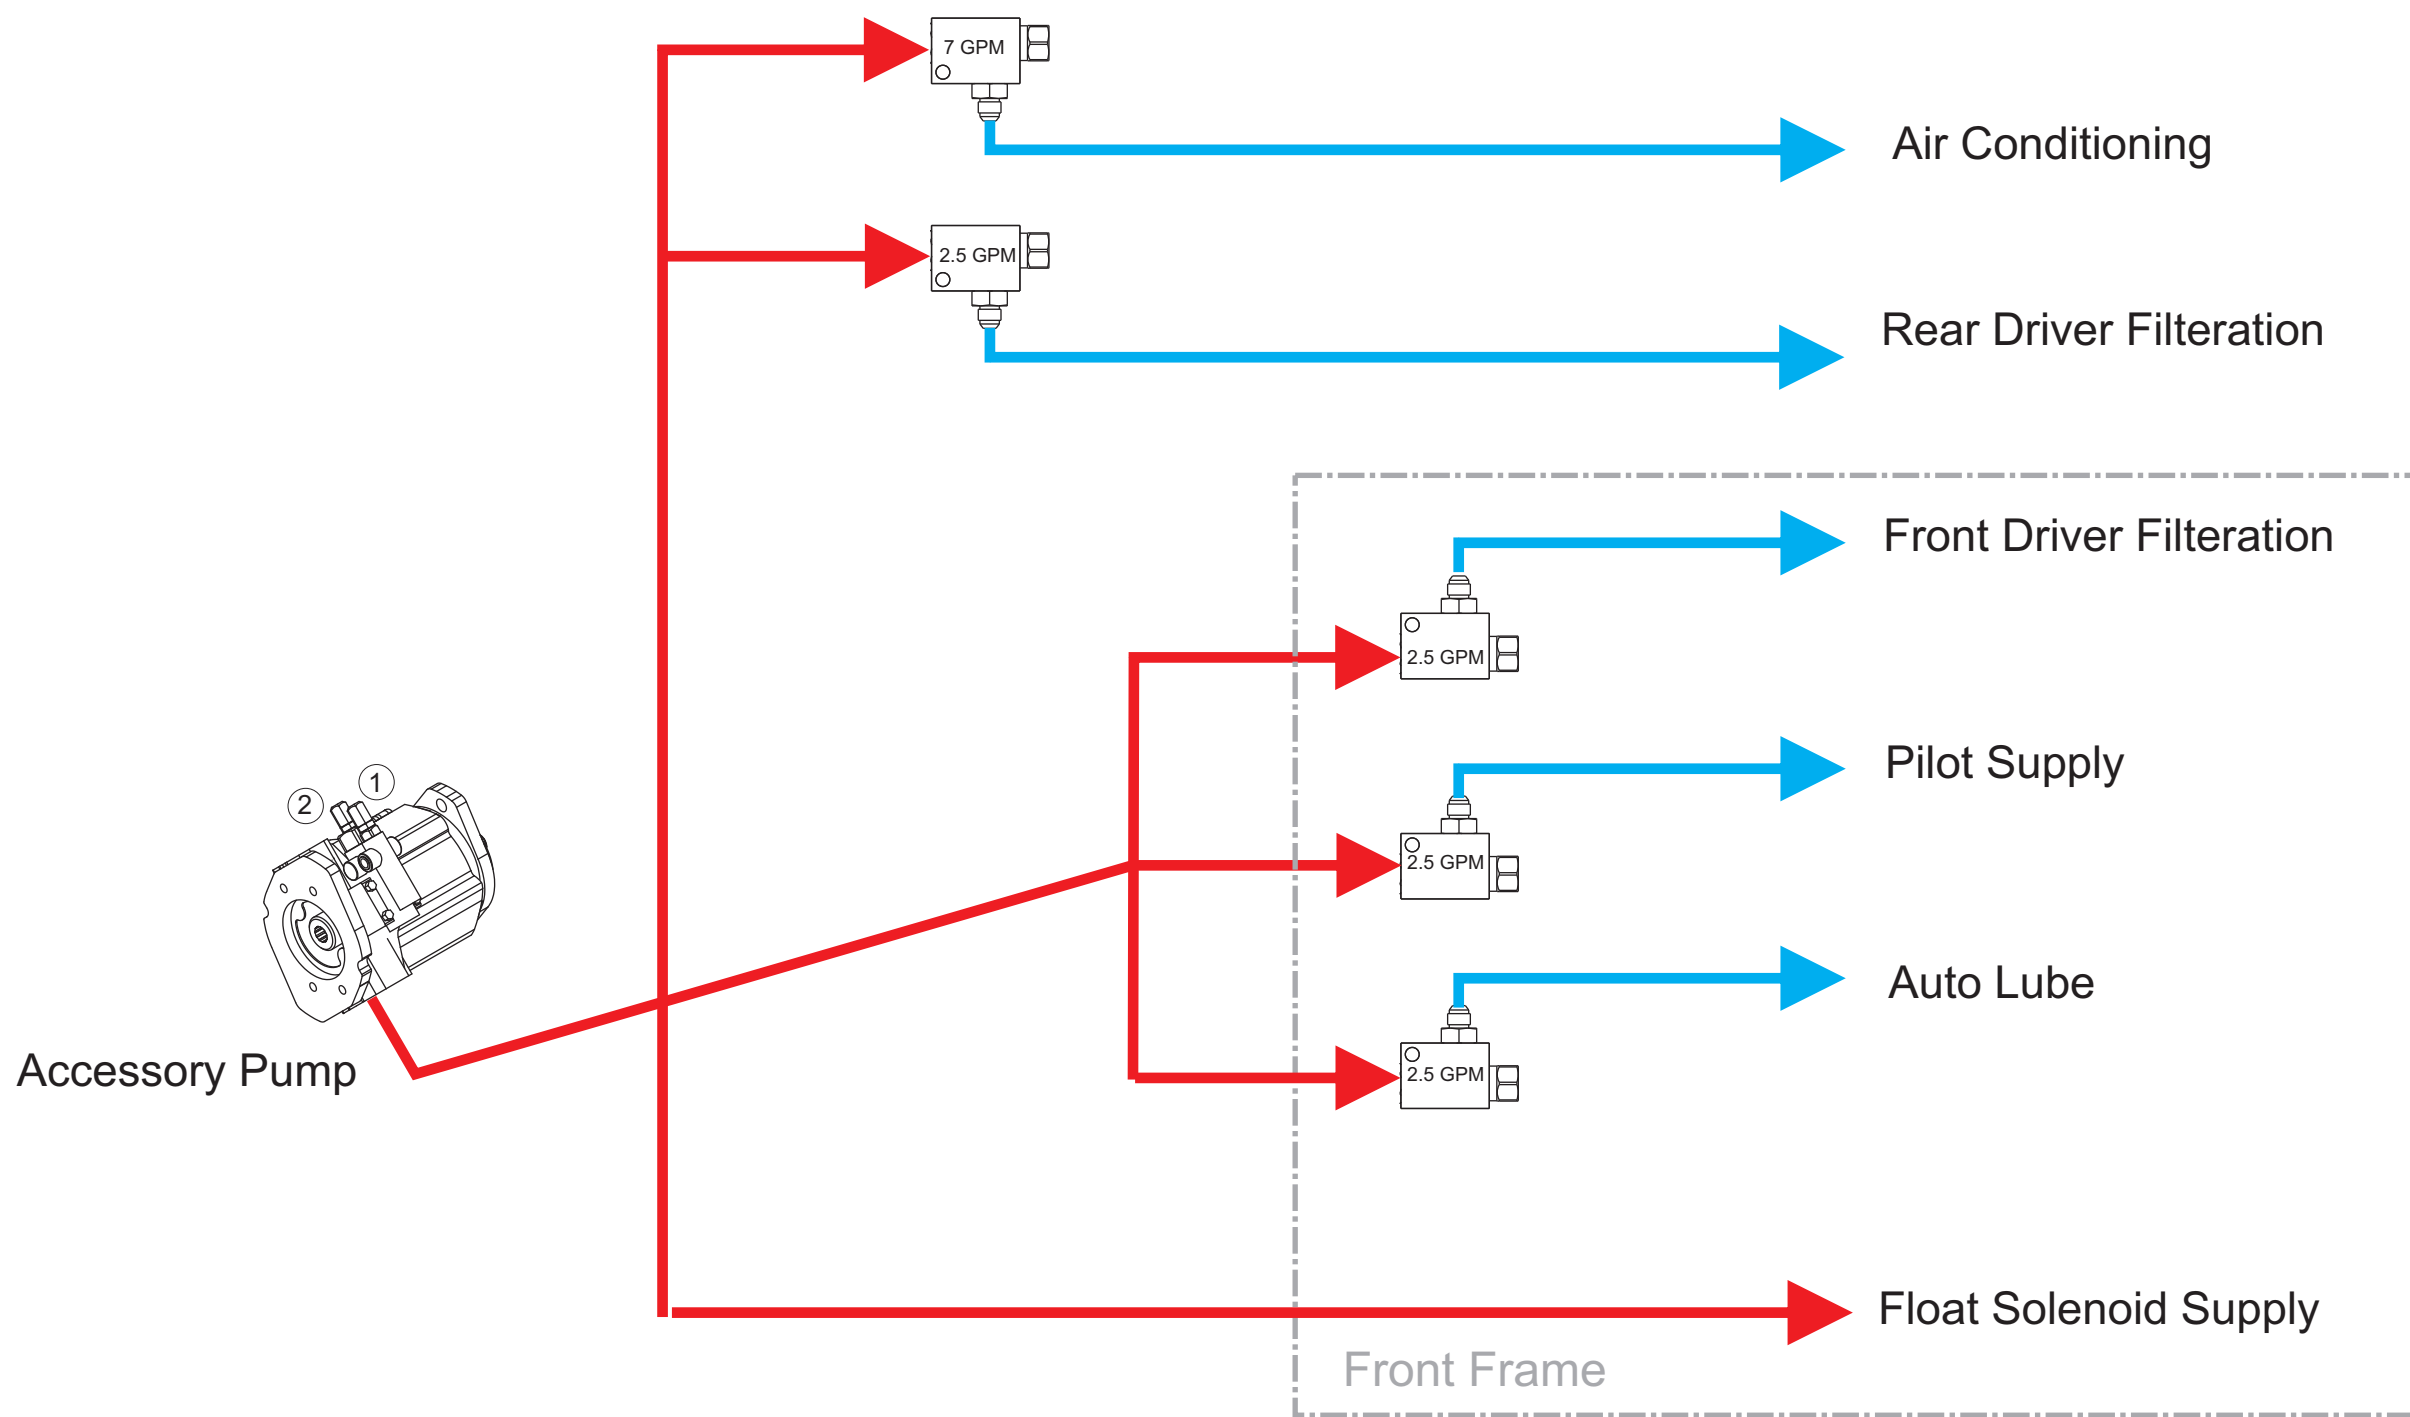 7 GPM
Air Conditioning
2.5 GPM
Rear Driver Filteration
Front Driver Filteration
2.5 GPM
Pilot Supply
1
2
2.5 GPM
Auto Lube
Accessory Pump
2.5 GPM
Float Solenoid Supply
Front Frame